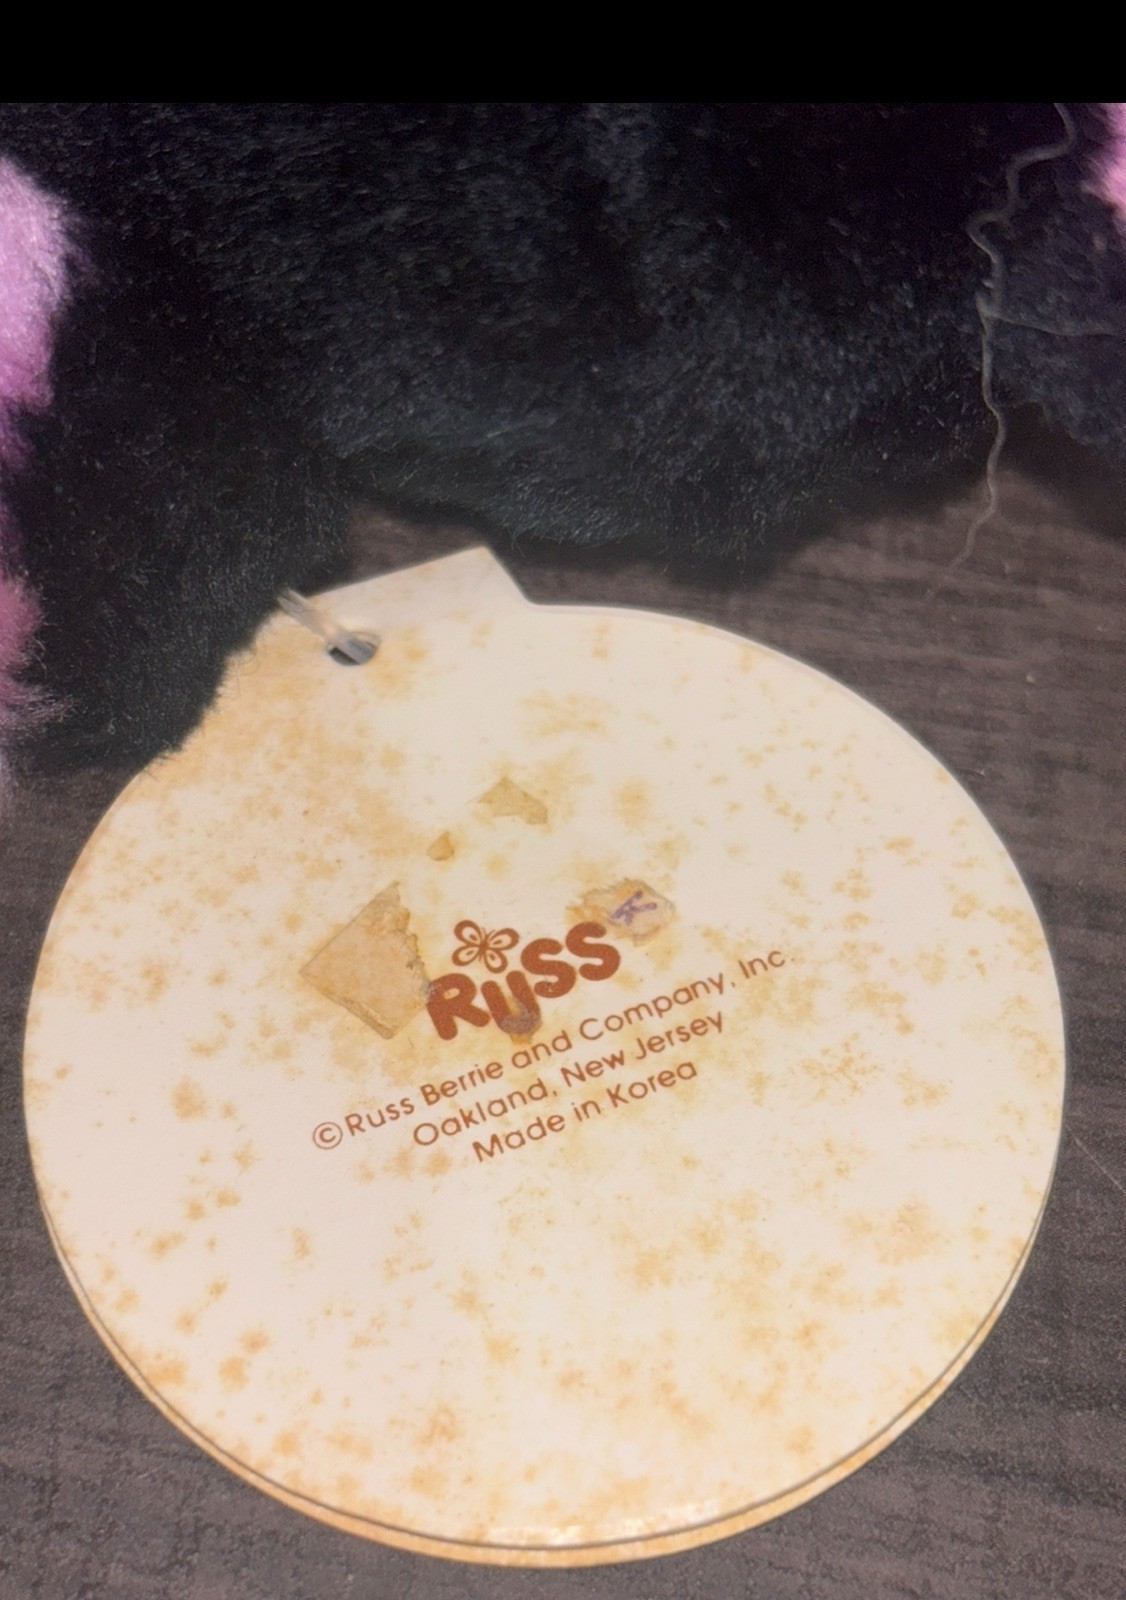 K
RUSS
©Russ Berrie and Company, Inc.
Oakland, New Jersey
Made in Korea